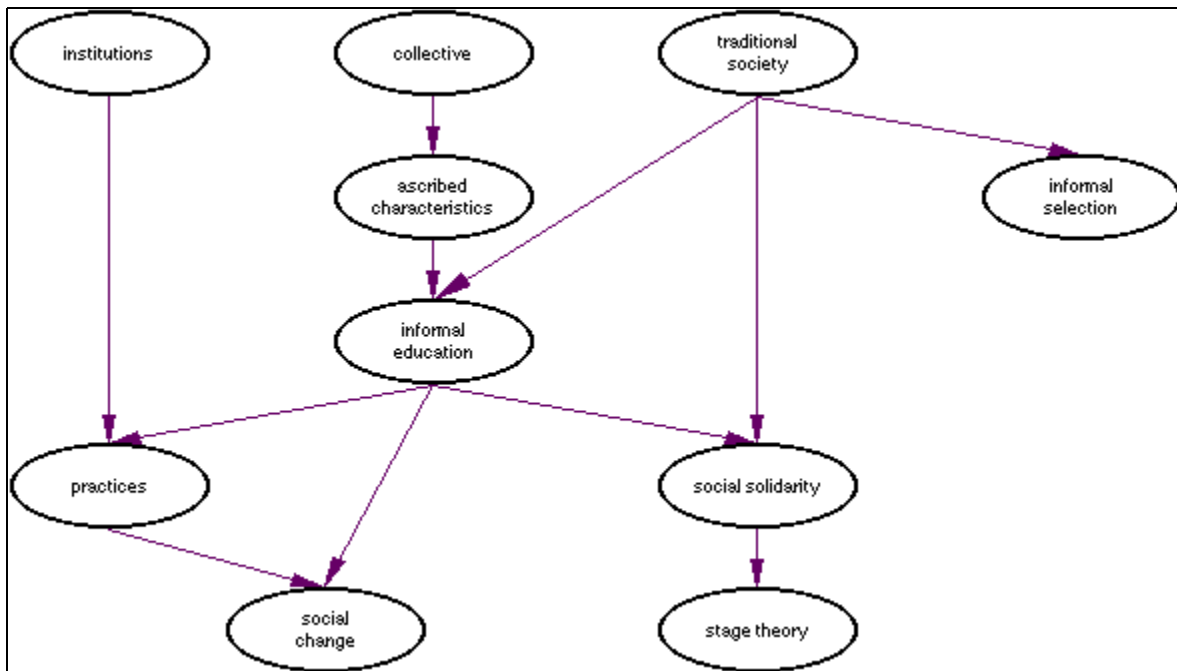 institutions
collective
traditional
society
ascribed
characteristics
informal
selection
informal
education
practices
social solidarity
social
change
stage theory